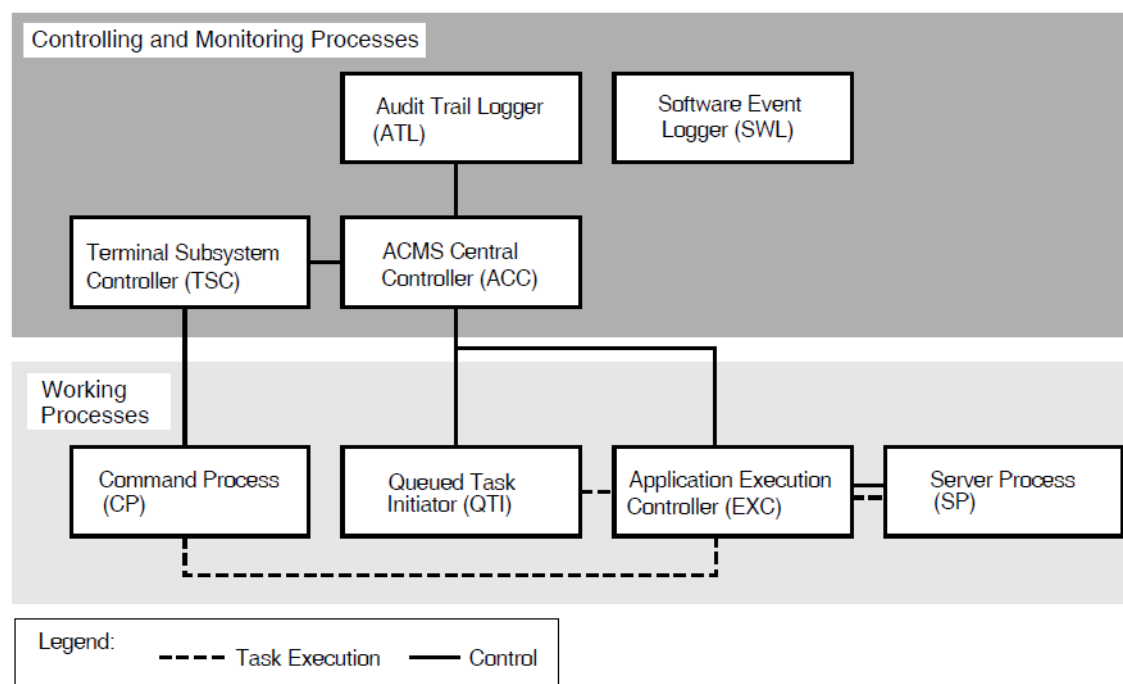 Controlling and Monitoring Processes
Audit Trail Logger
(ATL)
Software Event
Logger (SWL)
Terminal Subsystem
Controller (TSC)
ACMS Central
Controller (ACC)
Working
Processes
Command Process
(CP)
Queued Task
Initiator (QTI)
Application Execution
Controller (EXC)
Server Process
(SP)
Legend:
Task Execution
Control